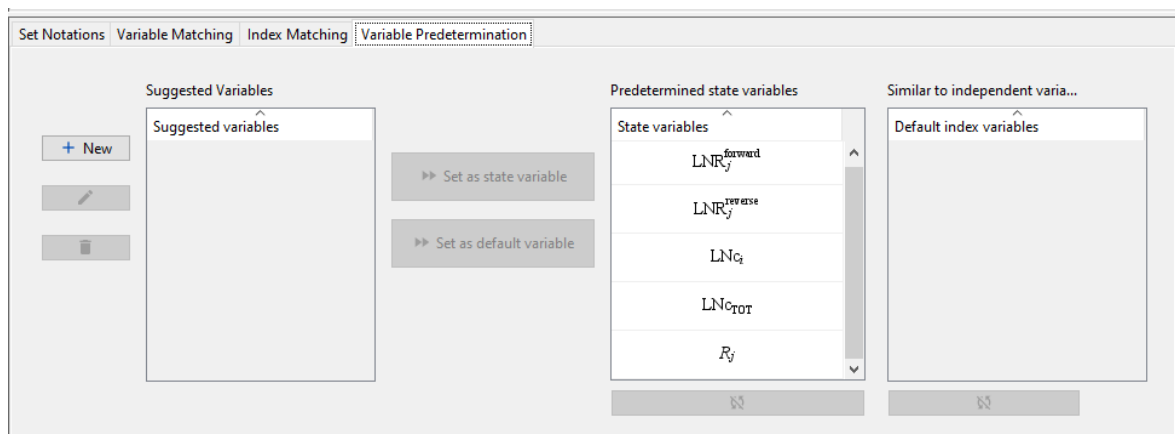 Set Notations Variable Matching Index Matching Variable Predetermination
Suggested Variables Predetermined state variables Similar to independent varia...
Suggested variables State variables Default index variables
+ New
LNR_j^forward
Set as state variable
LNR_j^reverse
Set as default variable
LNc_i
LNc_TOT
R_j